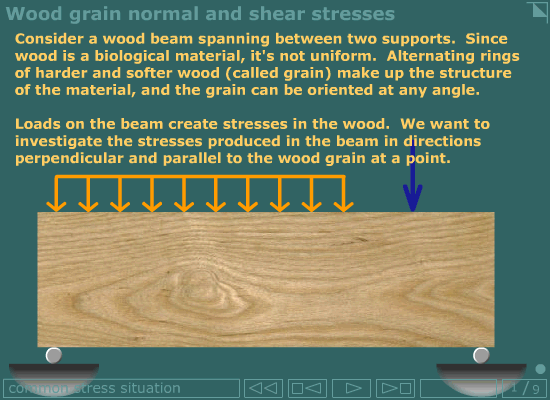 Wood grain normal and shear stresses
Consider a wood beam spanning between two supports. Since
wood is a biological material, it's not uniform. Alternating rings
of harder and softer wood (called grain) make up the structure
of the material, and the grain can be oriented at any angle.
Loads on the beam create stresses in the wood. We want to
investigate the stresses produced in the beam in directions
perpendicular and parallel to the wood grain at a point.
common stress situation
1 / 9